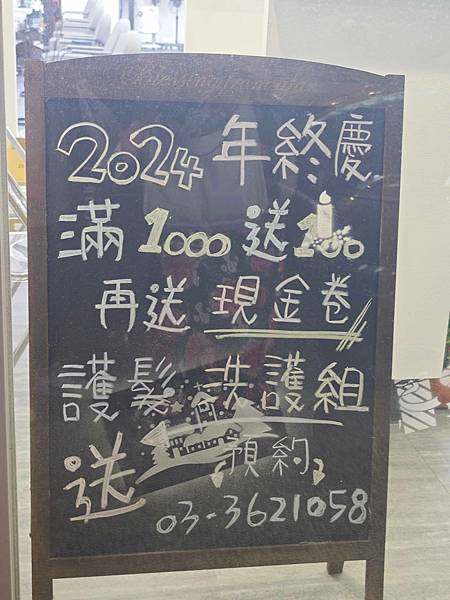 2024年終慶
滿1000送100
再送現金卷
護髮 洗護組
送 預約
03-3621058